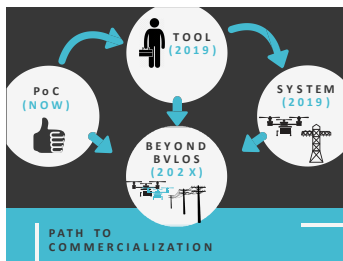 TOOL
(2019)
PoC
(NOW)
SYSTEM
(2019)
BEYOND
BVLOS
(202X)
PATH TO
COMMERCIALIZATION